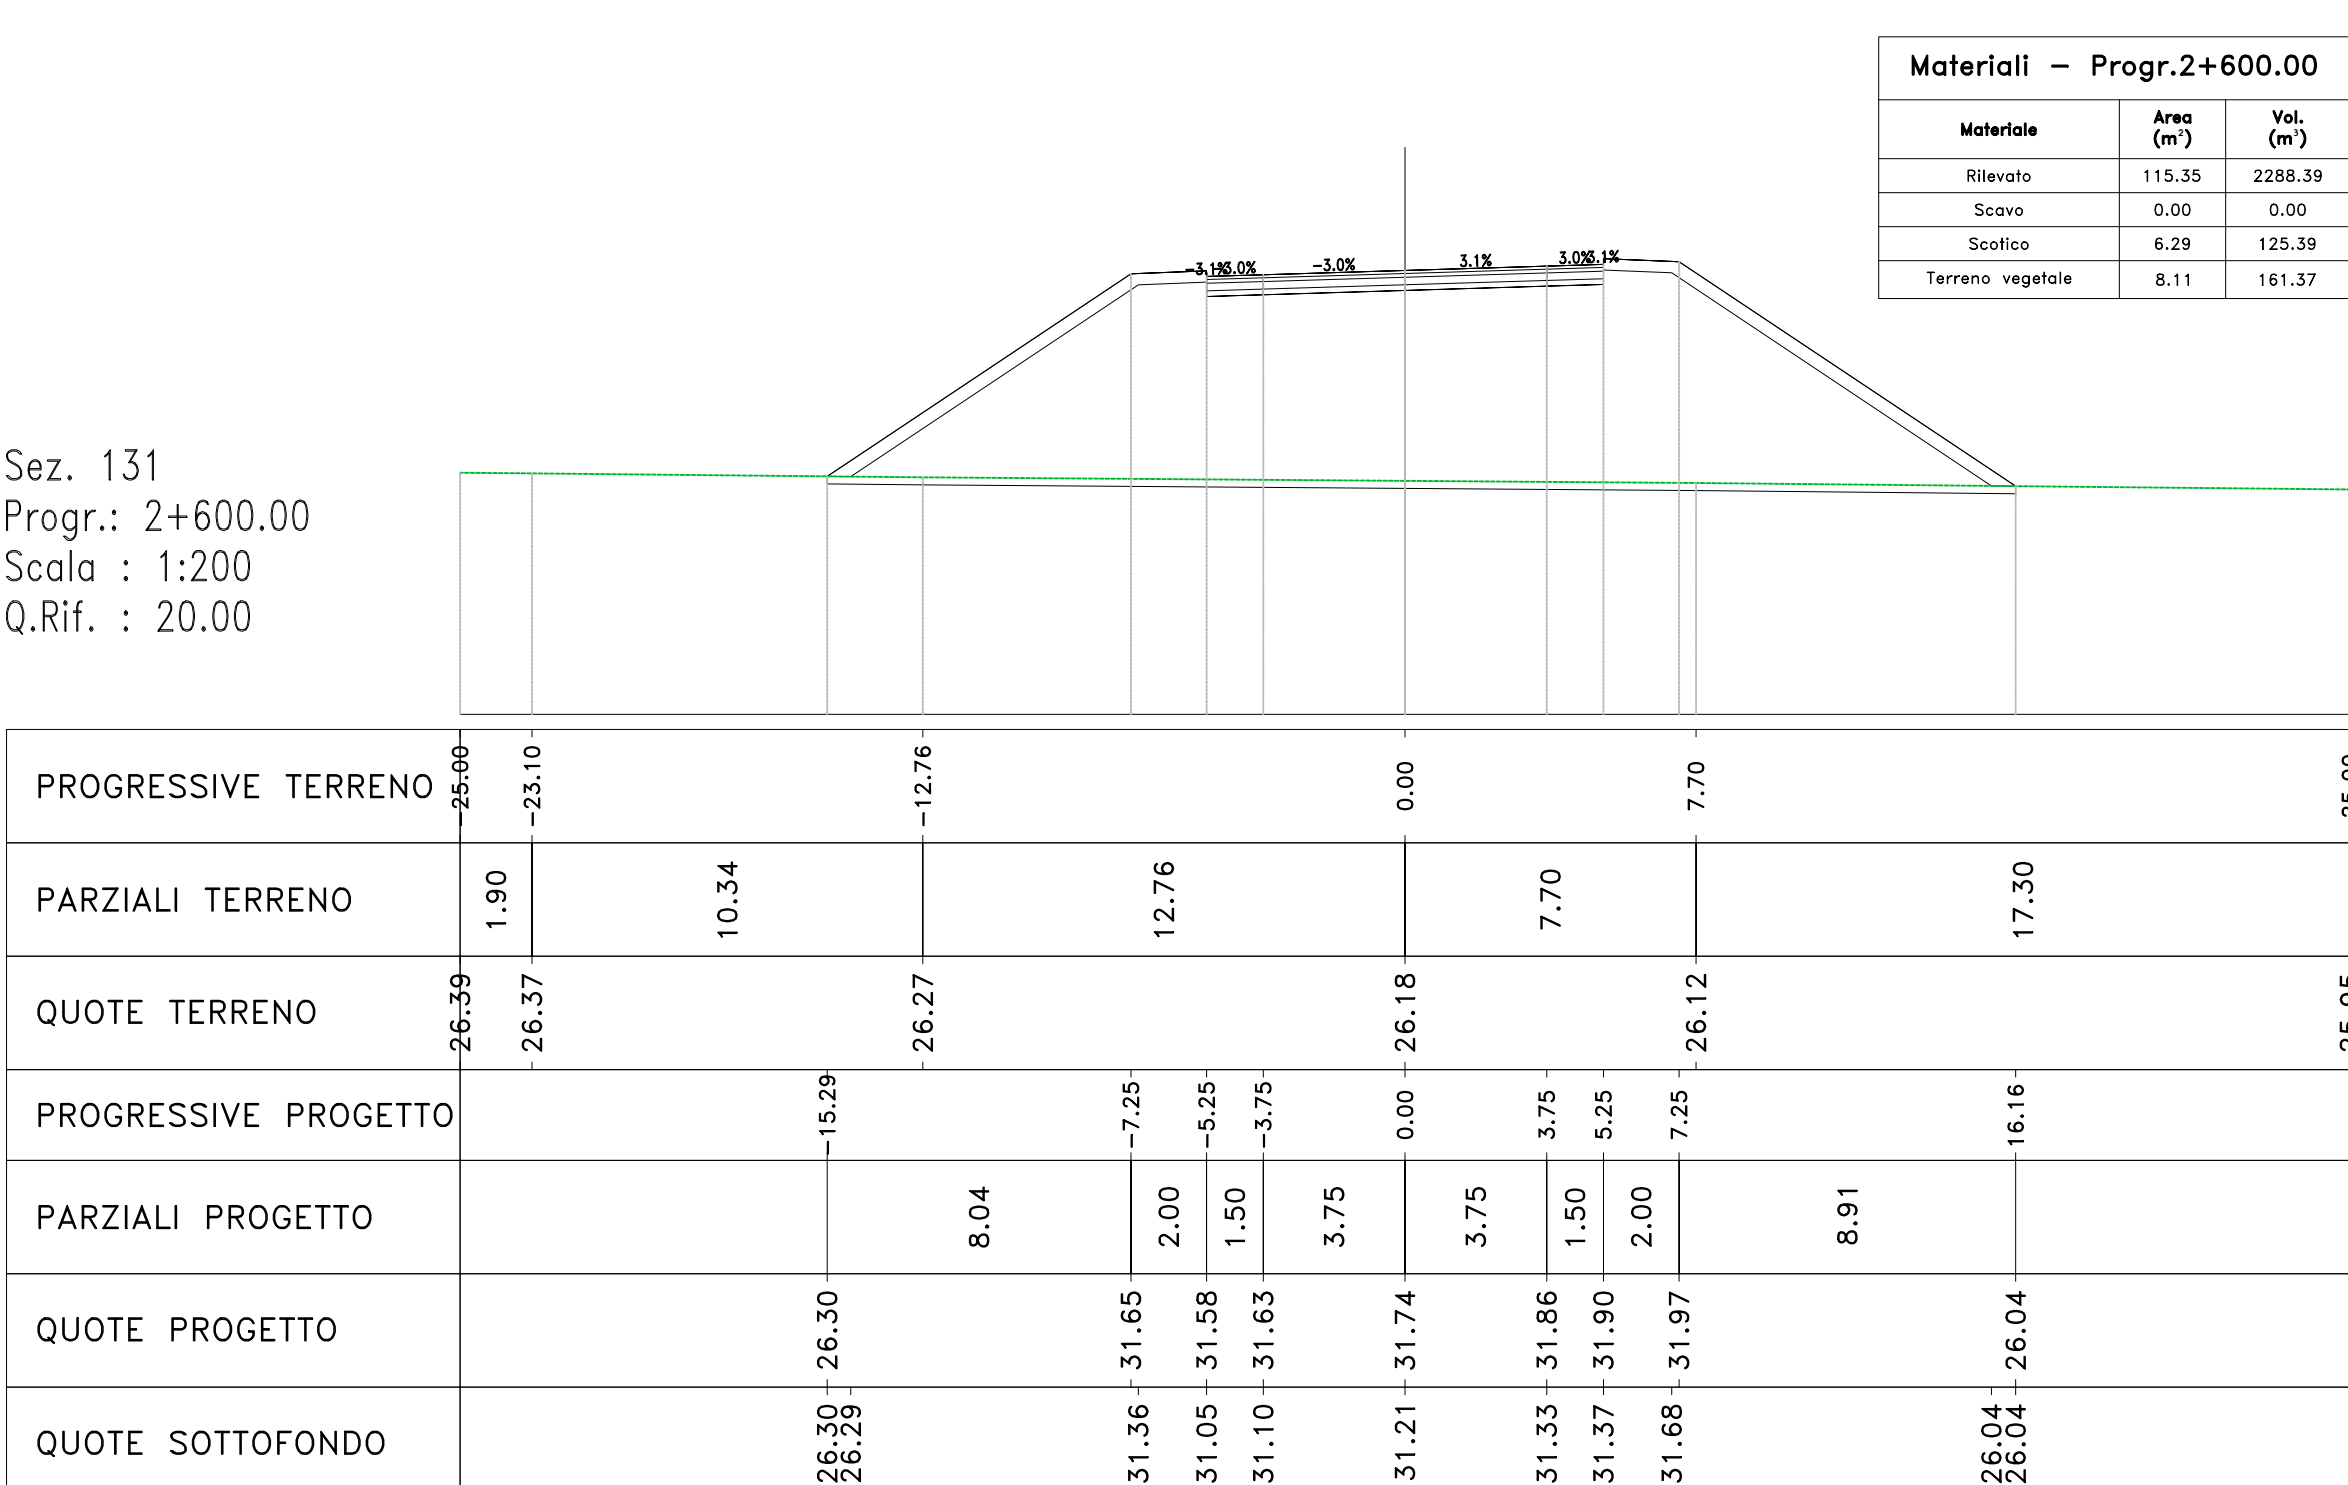 Materiali – Progr.2+600.00
Materiale Area (m²) Vol. (m³)
Rilevato 115.35 2288.39
Scavo 0.00 0.00
Scotico 6.29 125.39
Terreno vegetale 8.11 161.37
-3.1% -3.0% -3.0% 3.1% 3.0% 3.1%
Sez. 131
Progr.: 2+600.00
Scala : 1:200
Q.Rif. : 20.00
PROGRESSIVE TERRENO -25.00 -23.10 -12.76 0.00 7.70
PARZIALI TERRENO 1.90 10.34 12.76 7.70 17.30
QUOTE TERRENO 26.39 26.37 26.27 26.18 26.12
PROGRESSIVE PROGETTO -15.29 -7.25 -5.25 -3.75 0.00 3.75 5.25 7.25 16.16
PARZIALI PROGETTO 8.04 2.00 1.50 3.75 3.75 1.50 2.00 8.91
QUOTE PROGETTO 26.30 31.65 31.58 31.63 31.74 31.86 31.90 31.97 26.04
QUOTE SOTTOFONDO 26.30 26.29 31.36 31.05 31.10 31.21 31.33 31.37 31.68 26.04 26.04